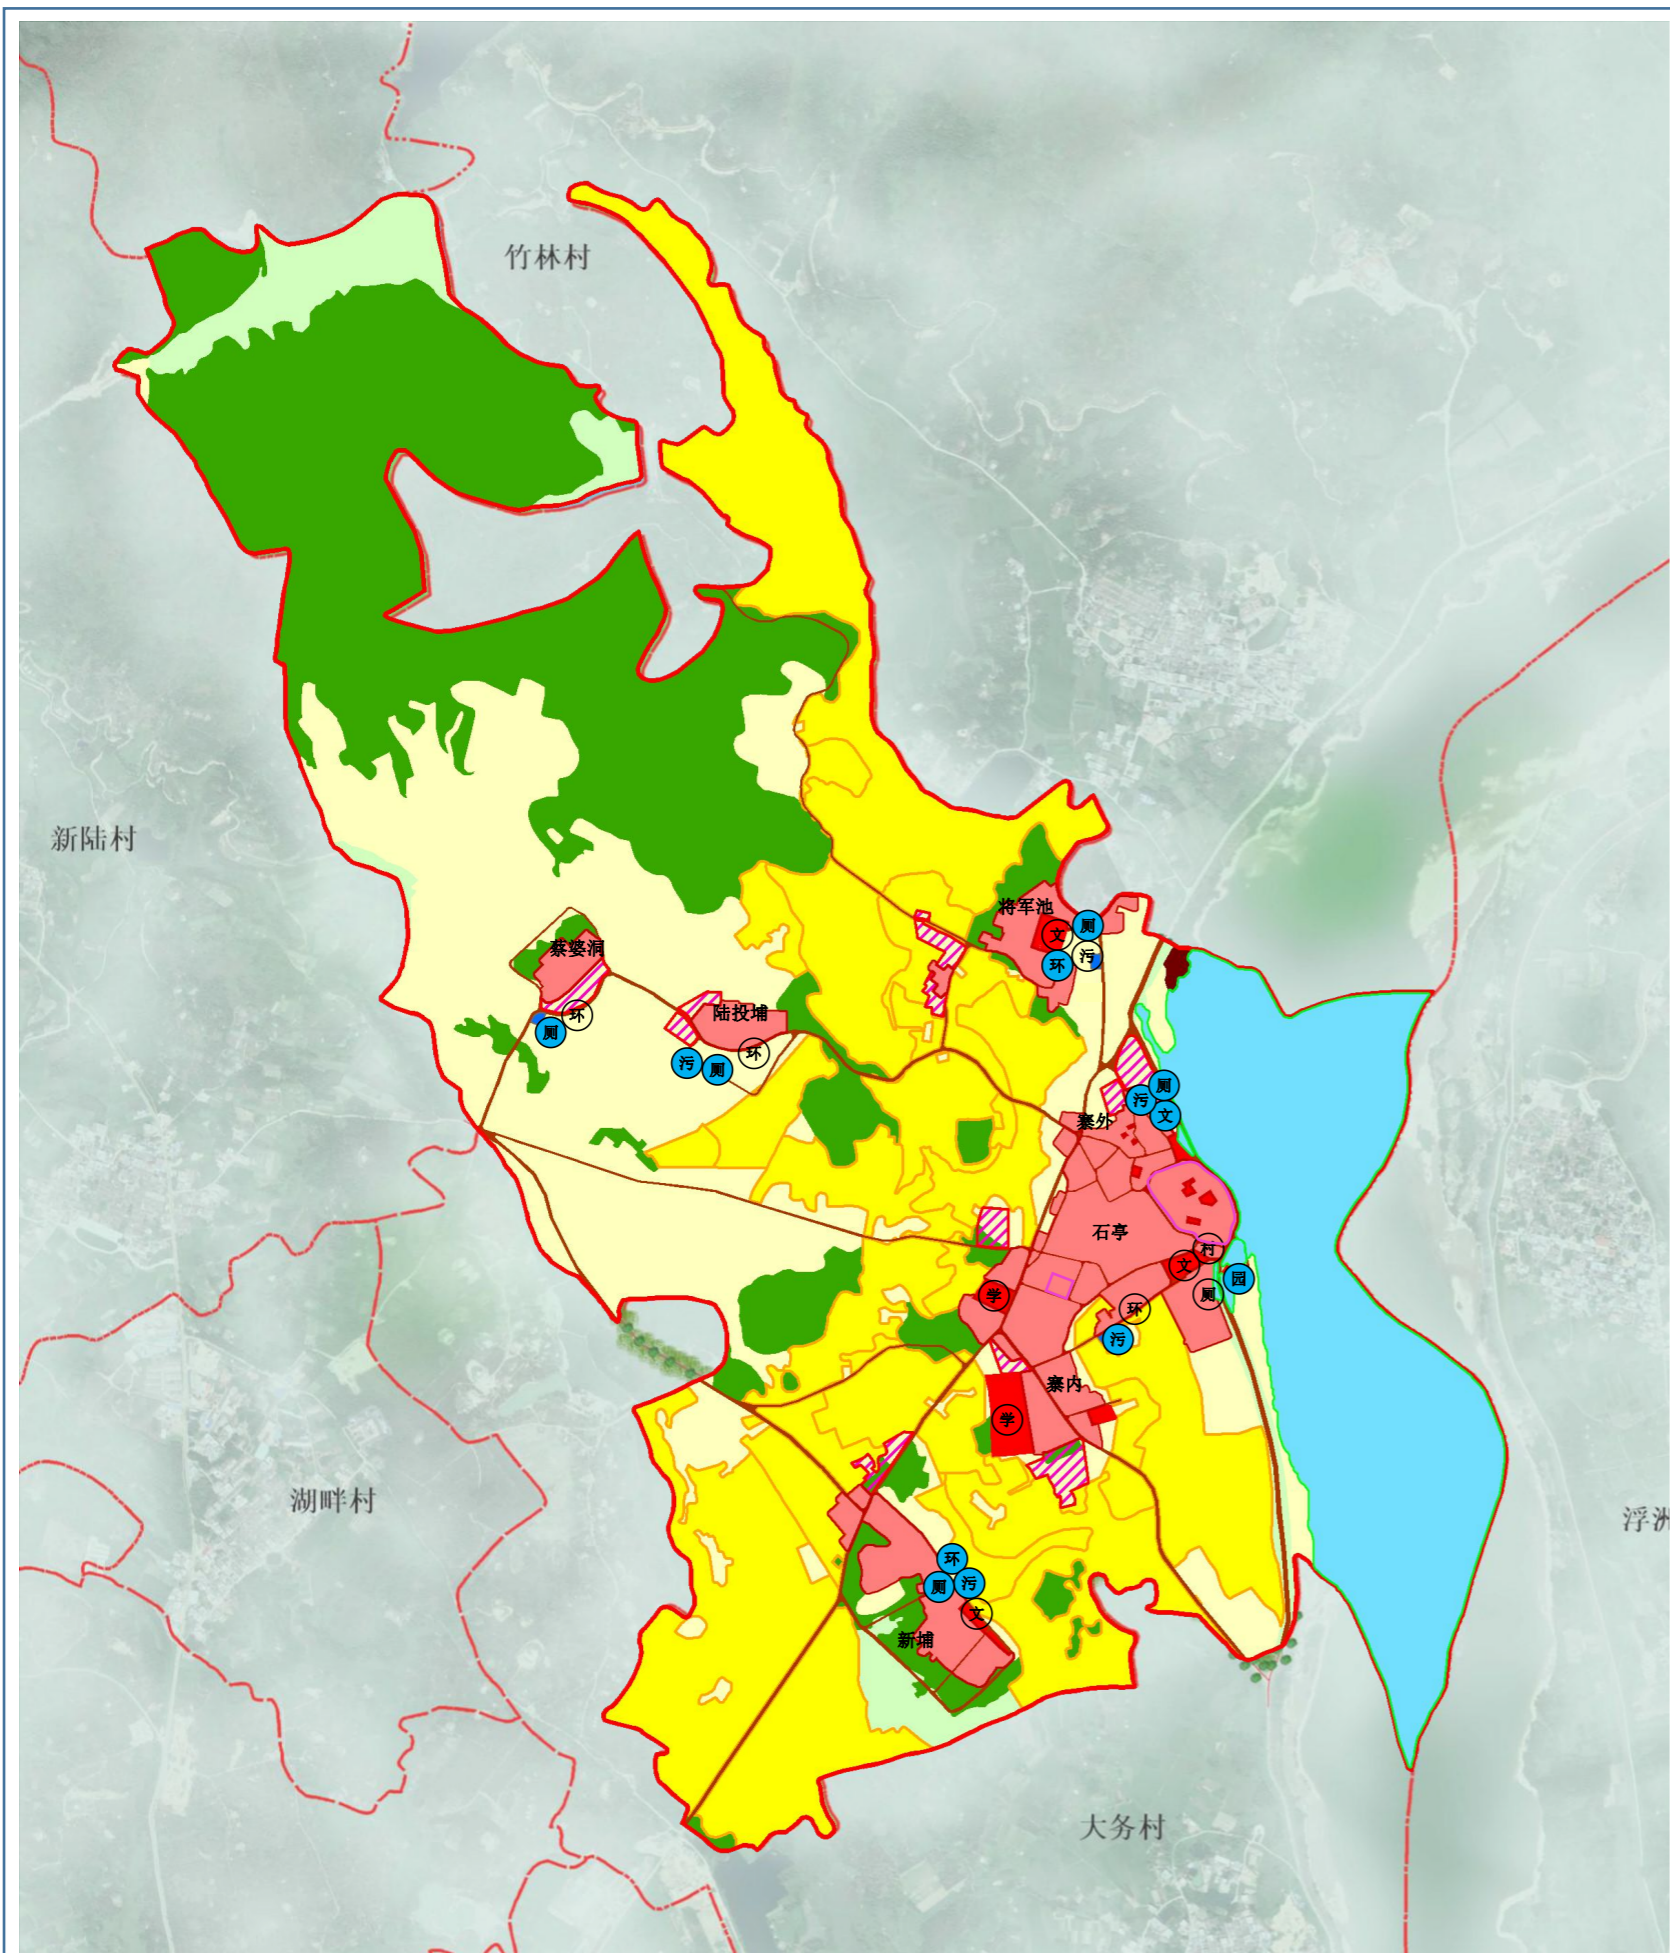 竹林村
新陆村
将军池
文
厕
环
污
蔡婆洞
环
厕
陆投埔
污
厕
环
厕
污
文
寨外
石亭
村
文
园
厕
学
环
污
寨内
学
湖畔村
浮洲
环
厕
污
文
新埔
大务村